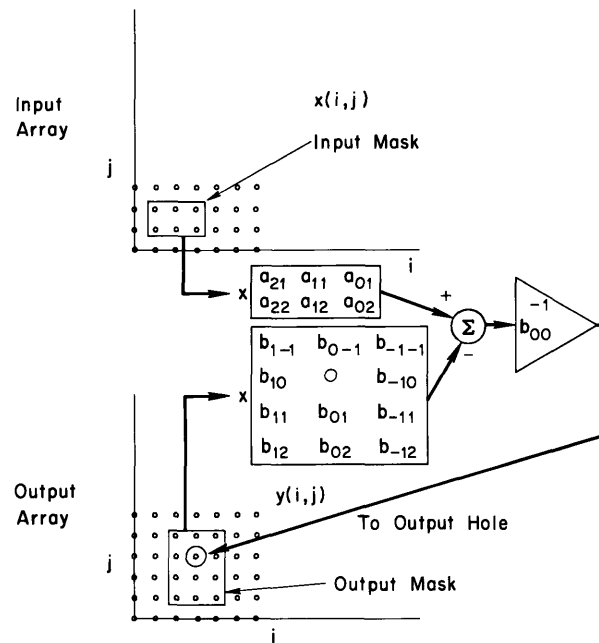 Input
Array
x(i,j)
Input Mask
j
i
x
a21 a11 a01
a22 a12 a02
+
Σ
−
b00 −1
b1-1 b0-1 b-1-1
b10 ○ b-10
x
b11 b01 b-11
b12 b02 b-12
Output
Array
y(i,j)
To Output Hole
j
Output Mask
i